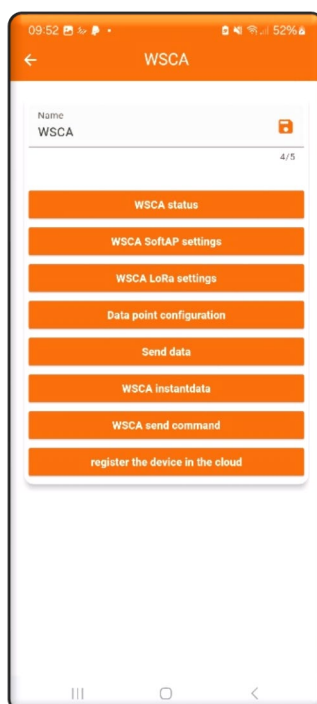 09:52 52%
WSCA
Name
WSCA
4/5
WSCA status
WSCA SoftAP settings
WSCA LoRa settings
Data point configuration
Send data
WSCA instantdata
WSCA send command
register the device in the cloud